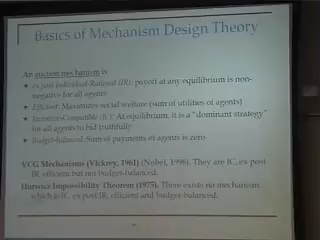 Basics of Mechanism Design Theory
An auction mechanism is
ex post Individual-Rational (IR): payoff at any equilibrium is non-
negative for all agents
Efficient: Maximizes social welfare (sum of utilities of agents)
Incentive-Compatible (IC): At equilibrium, it is a "dominant strategy"
for all agents to bid truthfully
Budget-balanced: Sum of payments of agents is zero
VCG Mechanisms (Vickrey, 1961) (Nobel, 1996). They are IC, ex post
IR, efficient but not budget-balanced.
Hurwicz Impossibility Theorem (1975). There exists no mechanism
which is IC, ex post IR, efficient and budget-balanced.